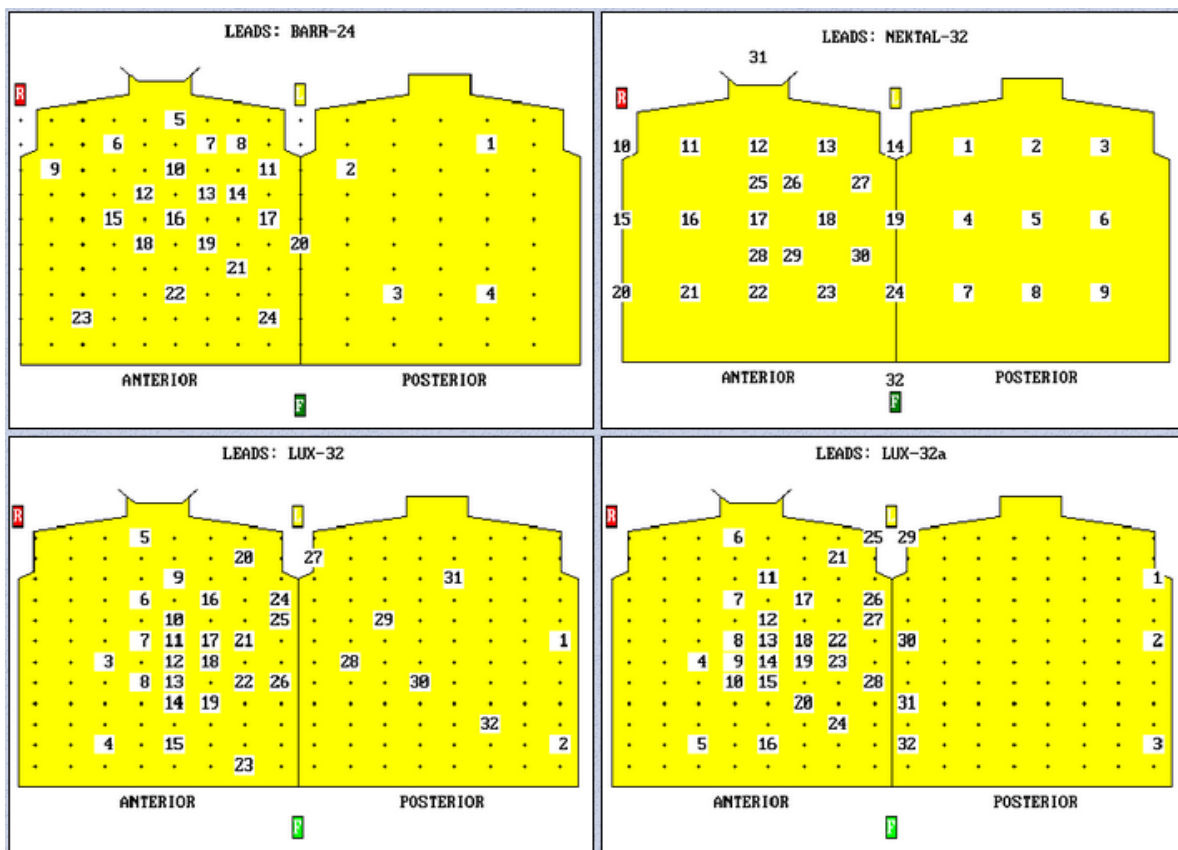 LEADS: BARR-24
R
5
6 7 8 1
9 10 11 2
12 13 14
15 16 17
18 19 20
21
22 3 4
23 24
ANTERIOR POSTERIOR
F
LEADS: NEKTAL-32
31
R
10 11 12 13 14 1 2 3
25 26 27
15 16 17 18 19 4 5 6
28 29 30
20 21 22 23 24 7 8 9
ANTERIOR POSTERIOR
32
F
LEADS: LUX-32
R
5
20 27
9 31
6 16 24
10 25 29
7 11 17 21 1
3 12 18 28
8 13 22 26 30
14 19
32
4 15 2
23
ANTERIOR POSTERIOR
F
LEADS: LUX-32a
R
6 25 29
21
11 1
7 17 26
12 27
8 13 18 22 30 2
4 9 14 19 23
10 15 28
20 31
24
5 16 32 3
ANTERIOR POSTERIOR
F